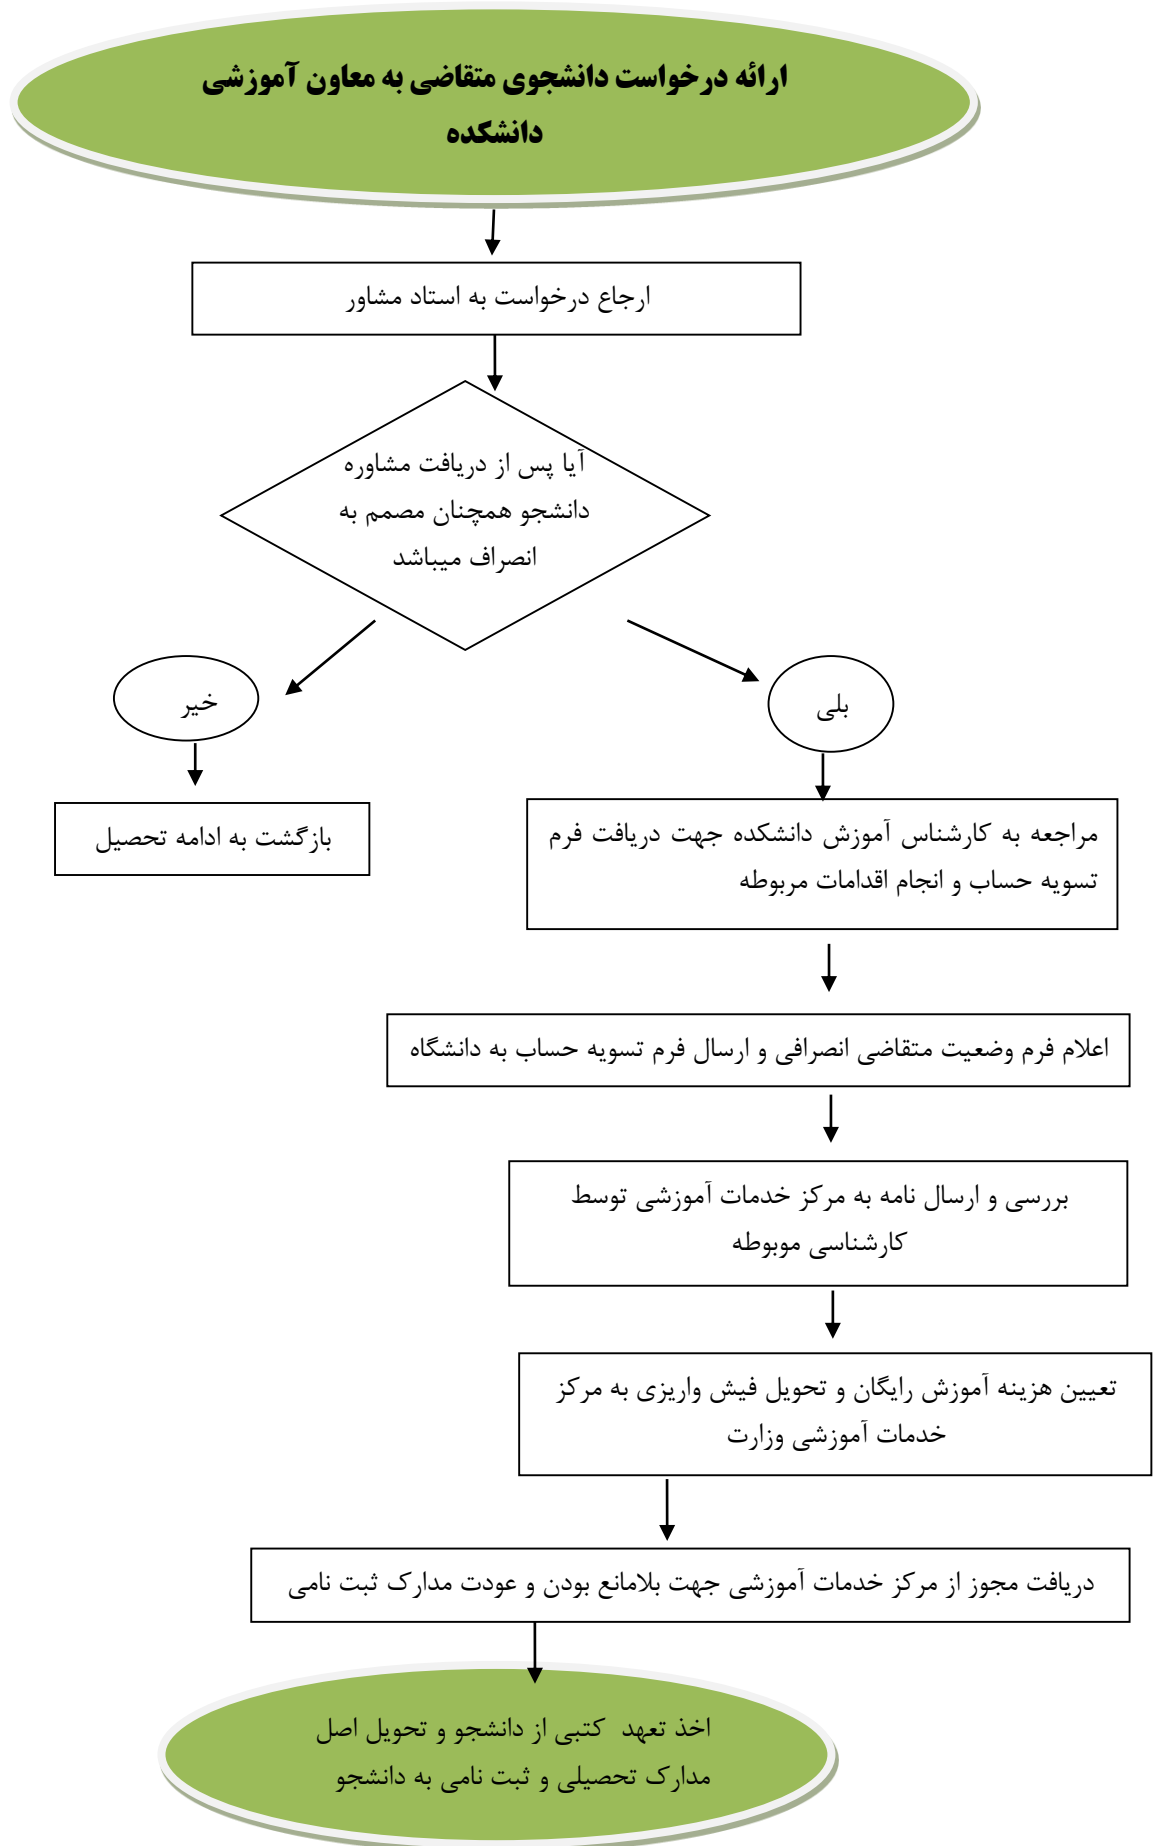 ارائه درخواست دانشجوی متقاضی به معاون آموزشی
دانشکده
ارجاع درخواست به استاد مشاور
آیا پس از دریافت مشاوره
دانشجو همچنان مصمم به
انصراف میباشد
خیر
بلی
بازگشت به ادامه تحصیل
مراجعه به کارشناس آموزش دانشکده جهت دریافت فرم
تسویه حساب و انجام اقدامات مربوطه
اعلام فرم وضعیت متقاضی انصرافی و ارسال فرم تسویه حساب به دانشگاه
بررسی و ارسال نامه به مرکز خدمات آموزشی توسط
کارشناسی موبوطه
تعیین هزینه آموزش رایگان و تحویل فیش واریزی به مرکز
خدمات آموزشی وزارت
دریافت مجوز از مرکز خدمات آموزشی جهت بلامانع بودن و عودت مدارک ثبت نامی
اخذ تعهد کتبی از دانشجو و تحویل اصل
مدارک تحصیلی و ثبت نامی به دانشجو